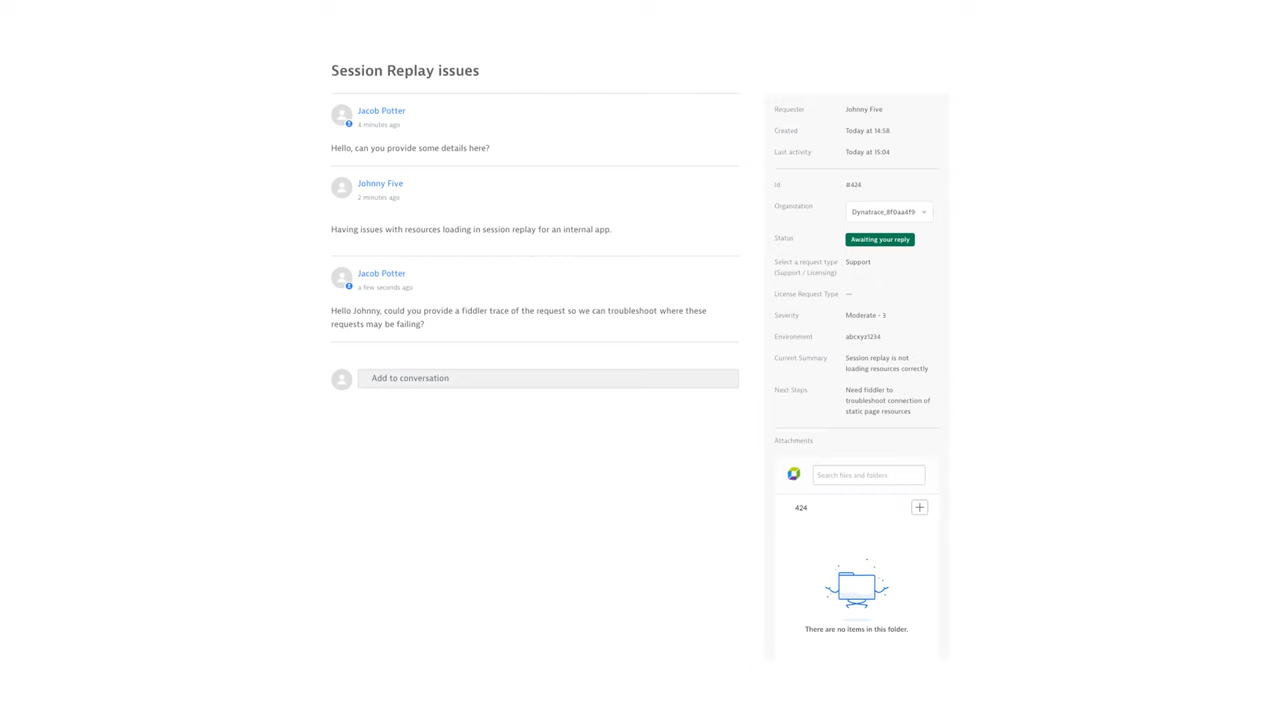 Session Replay issues
Jacob Potter
4 minutes ago
Hello, can you provide some details here?
Johnny Five
2 minutes ago
Having issues with resources loading in session replay for an internal app.
Jacob Potter
a few seconds ago
Hello Johnny, could you provide a fiddler trace of the request so we can troubleshoot where these
requests may be failing?
Add to conversation
Requester Johnny Five
Created Today at 14:58
Last activity Today at 15:04
Id #424
Organization Dynatrace_8f0aa4f9
Status Awaiting your reply
Select a request type Support
(Support / Licensing)
License Request Type —
Severity Moderate - 3
Environment abcxyz1234
Current Summary Session replay is not
loading resources correctly
Next Steps Need fiddler to
troubleshoot connection of
static page resources
Attachments
Search files and folders
424
There are no items in this folder.